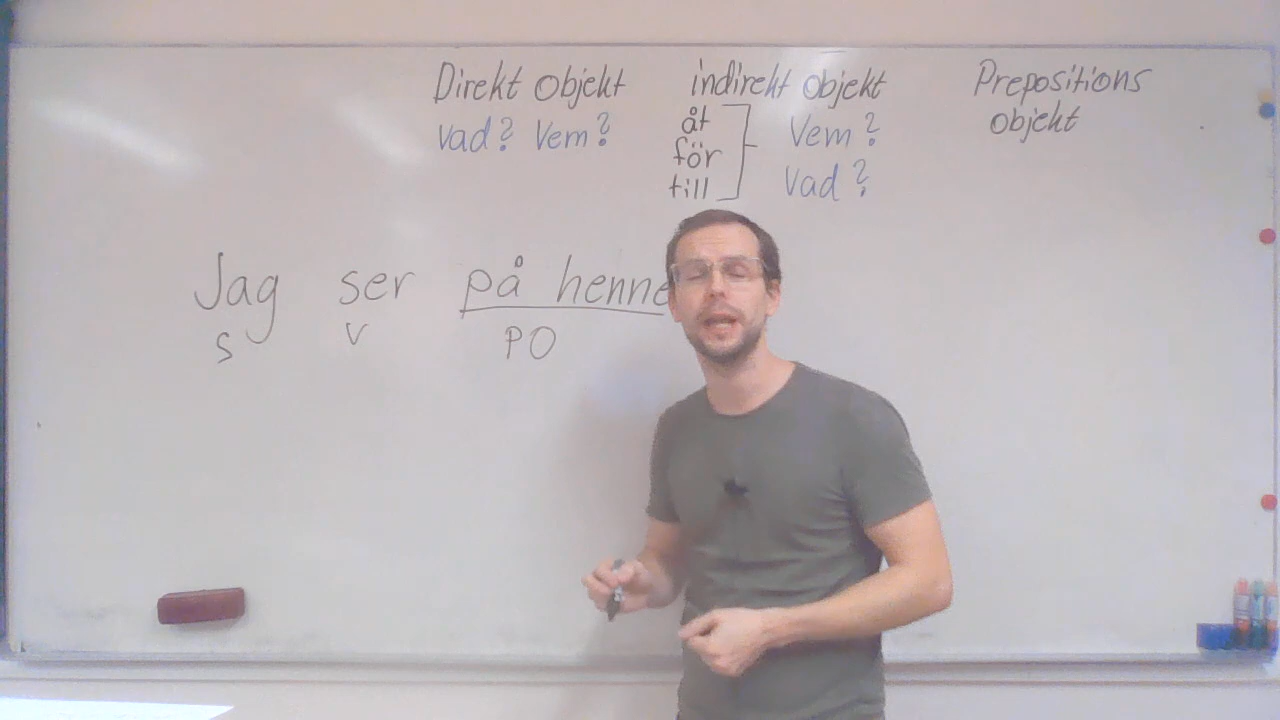 Direkt Objekt
Vad? Vem?
indirekt Objekt
åt
för
till
Vem?
Vad?
Prepositions
objekt
Jag ser på henne
S V PO